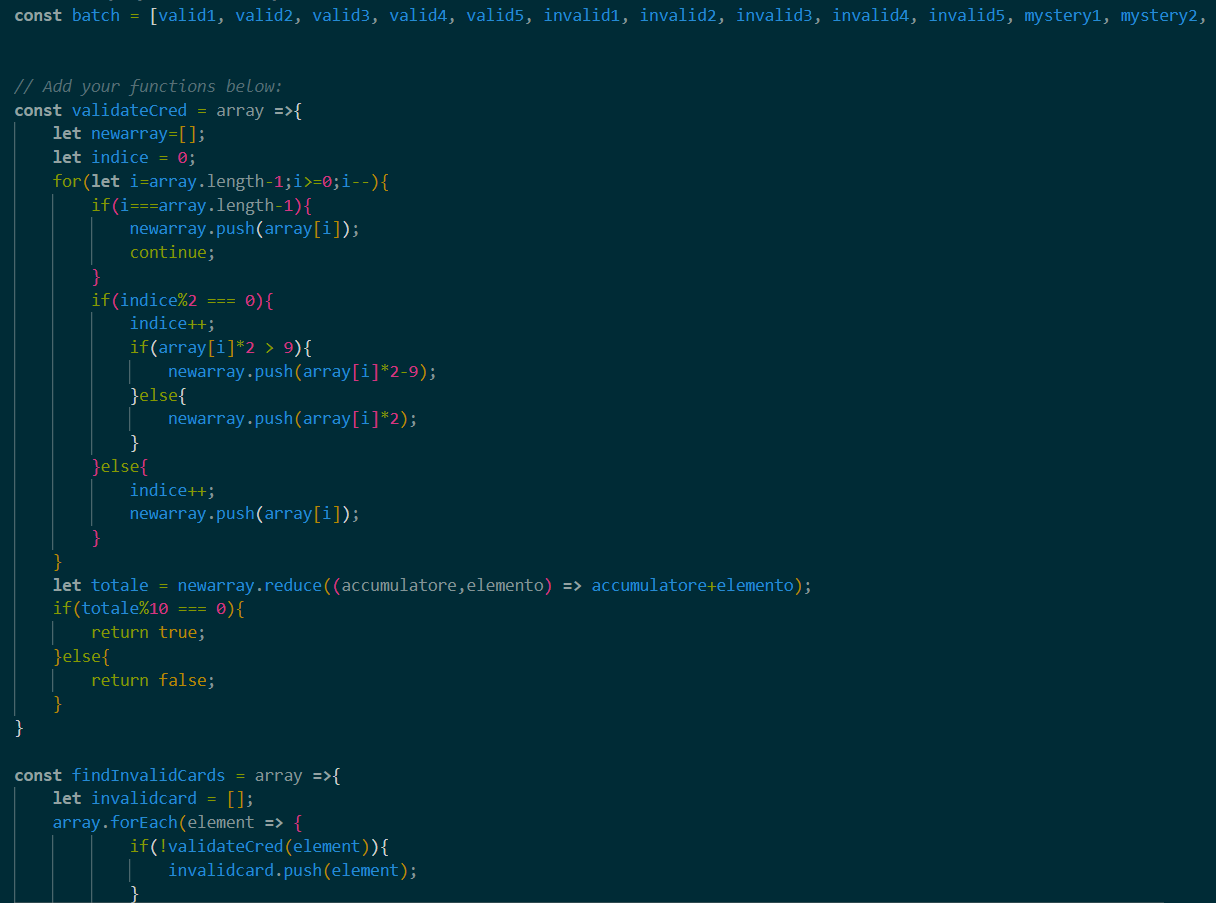 const batch = [valid1, valid2, valid3, valid4, valid5, invalid1, invalid2, invalid3, invalid4, invalid5, mystery1, mystery2,
// Add your functions below:
const validateCred = array =>{
let newarray=[];
let indice = 0;
for(let i=array.length-1;i>=0;i--){
if(i===array.length-1){
newarray.push(array[i]);
continue;
}
if(indice%2 === 0){
indice++;
if(array[i]*2 > 9){
newarray.push(array[i]*2-9);
}else{
newarray.push(array[i]*2);
}
}else{
indice++;
newarray.push(array[i]);
}
}
let totale = newarray.reduce((accumulatore,elemento) => accumulatore+elemento);
if(totale%10 === 0){
return true;
}else{
return false;
}
}
const findInvalidCards = array =>{
let invalidcard = [];
array.forEach(element => {
if(!validateCred(element)){
invalidcard.push(element);
}